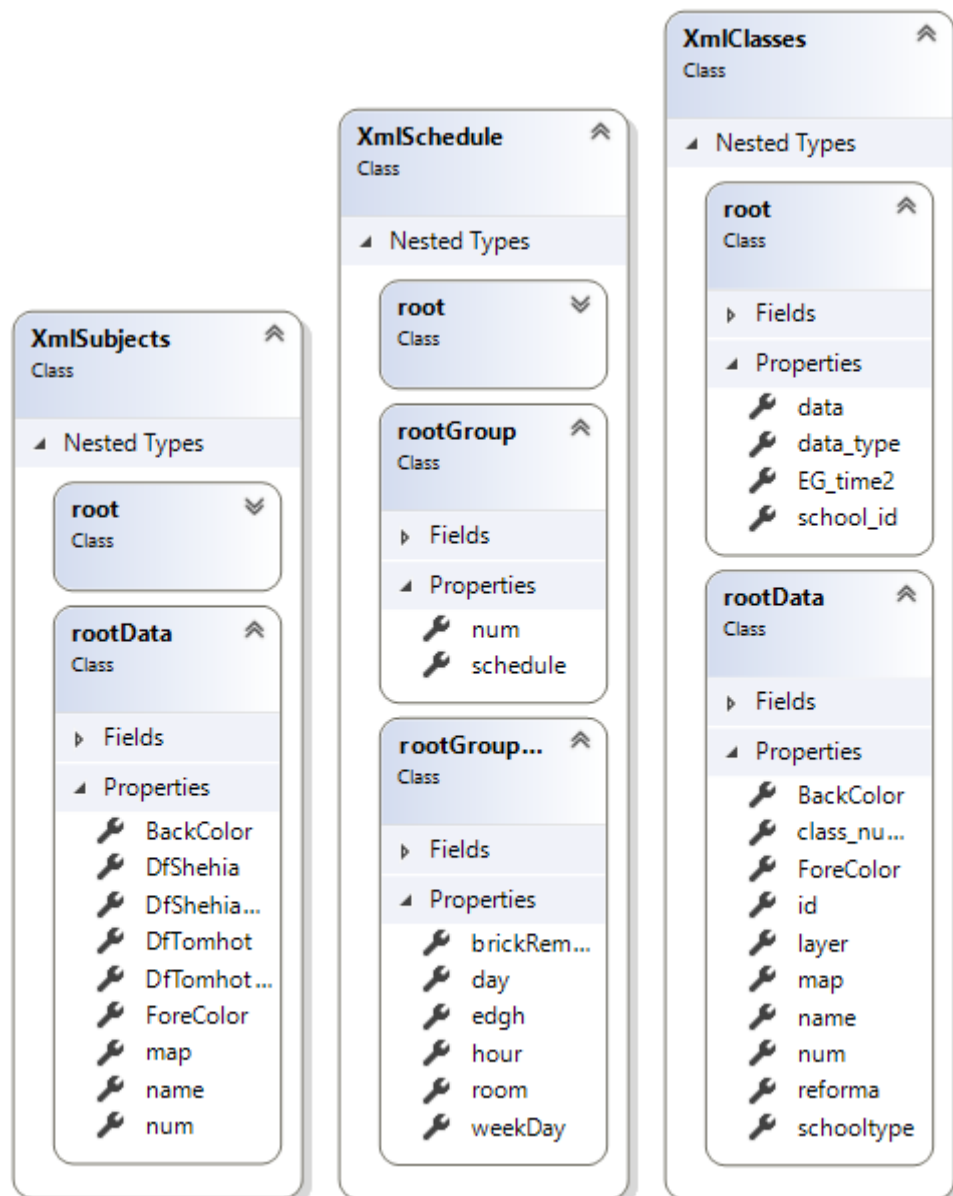 XmlSubjects
Class
Nested Types
root
Class
rootData
Class
Fields
Properties
BackColor
DfShehia
DfShehia...
DfTomhot
DfTomhot...
ForeColor
map
name
num
XmlSchedule
Class
Nested Types
root
Class
rootGroup
Class
Fields
Properties
num
schedule
rootGroup...
Class
Fields
Properties
brickRem...
day
edgh
hour
room
weekDay
XmlClasses
Class
Nested Types
root
Class
Fields
Properties
data
data_type
EG_time2
school_id
rootData
Class
Fields
Properties
BackColor
class_nu...
ForeColor
id
layer
map
name
num
reforma
schooltype